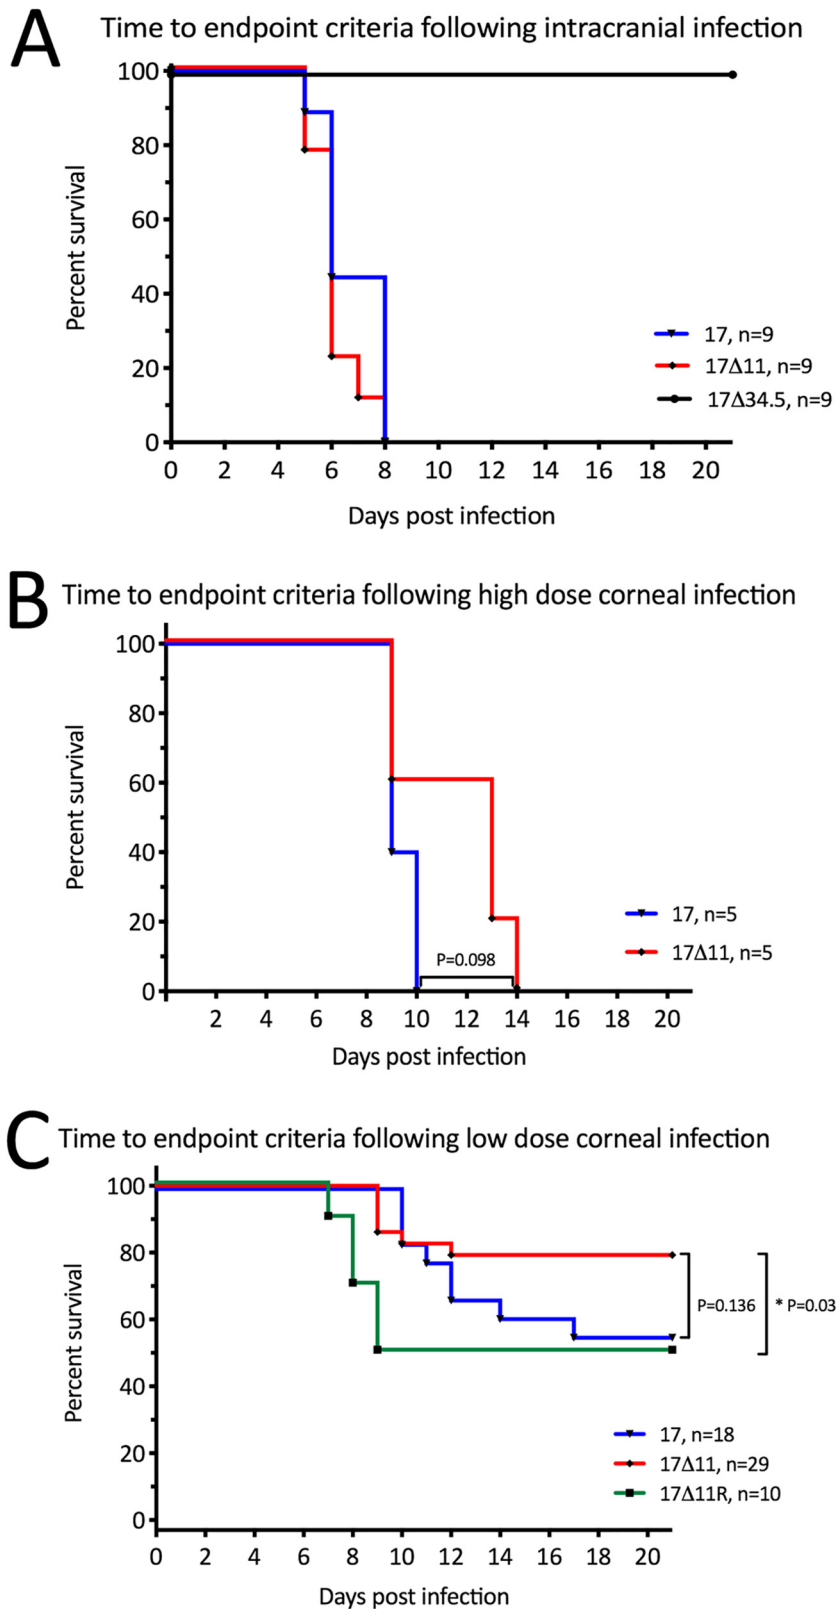 A
Time to endpoint criteria following intracranial infection
100
80
60
40
20
0
Percent survival
17, n=9
17Δ11, n=9
17Δ34.5, n=9
0 2 4 6 8 10 12 14 16 18 20
Days post infection
B
Time to endpoint criteria following high dose corneal infection
100
80
60
40
20
0
Percent survival
17, n=5
17Δ11, n=5
P=0.098
2 4 6 8 10 12 14 16 18 20
Days post infection
C
Time to endpoint criteria following low dose corneal infection
100
80
60
40
20
0
Percent survival
P=0.136
* P=0.03
17, n=18
17Δ11, n=29
17Δ11R, n=10
0 2 4 6 8 10 12 14 16 18 20
Days post infection